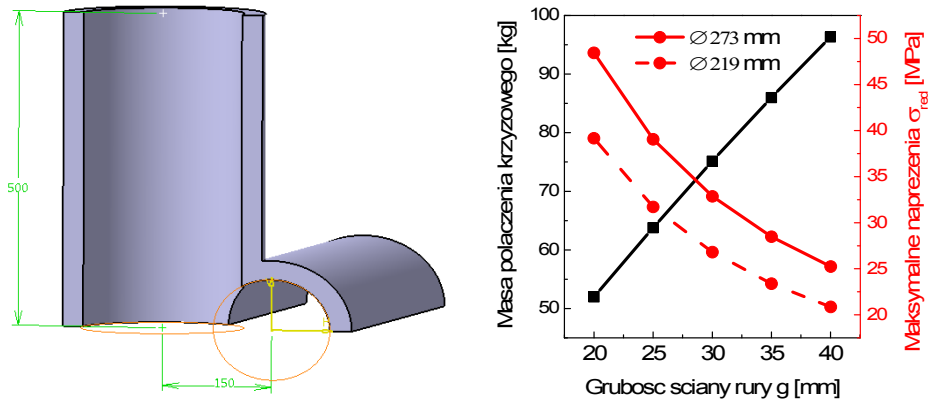 500
150
100
90
80
70
60
50
Masa polaczenia krzyzowego [kg]
∅ 273 mm
∅ 219 mm
50
45
40
35
30
25
20
Maksymalne naprezenia σred [MPa]
20 25 30 35 40
Grubosc sciany rury g [mm]